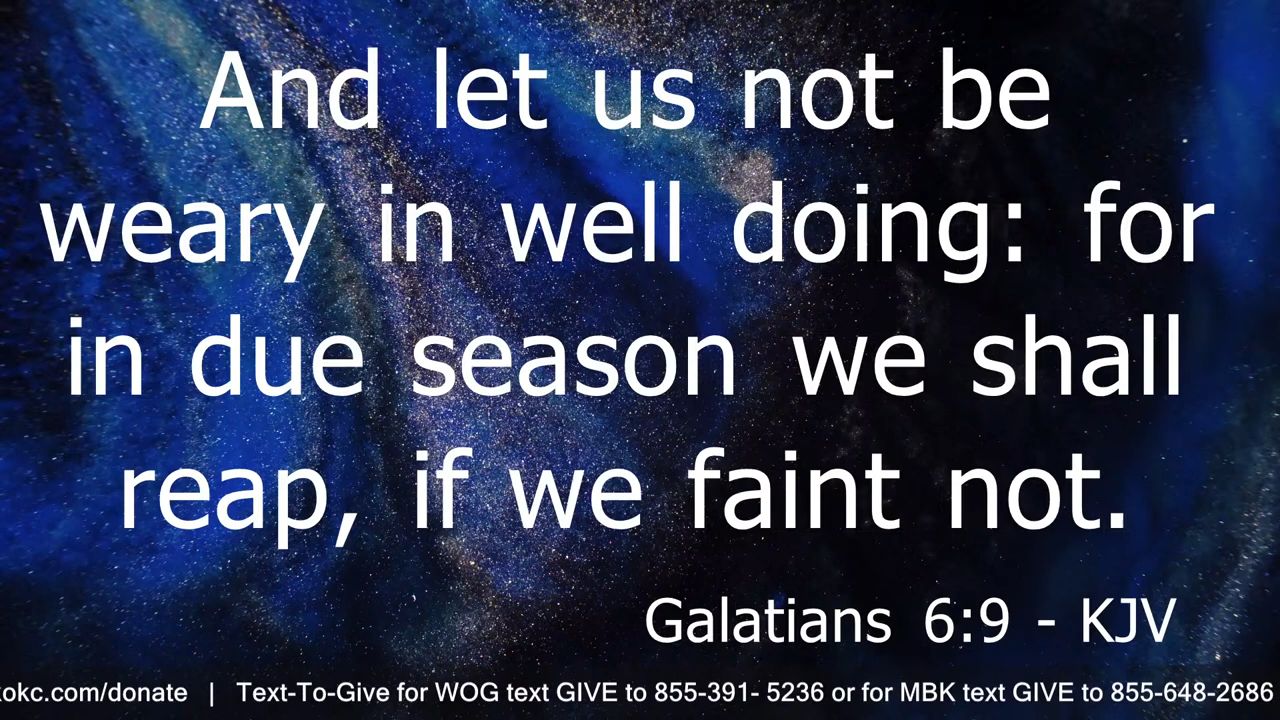 And let us not be
weary in well doing: for
in due season we shall
reap, if we faint not.
Galatians 6:9 - KJV
okc.com/donate | Text-To-Give for WOG text GIVE to 855-391- 5236 or for MBK text GIVE to 855-648-2686